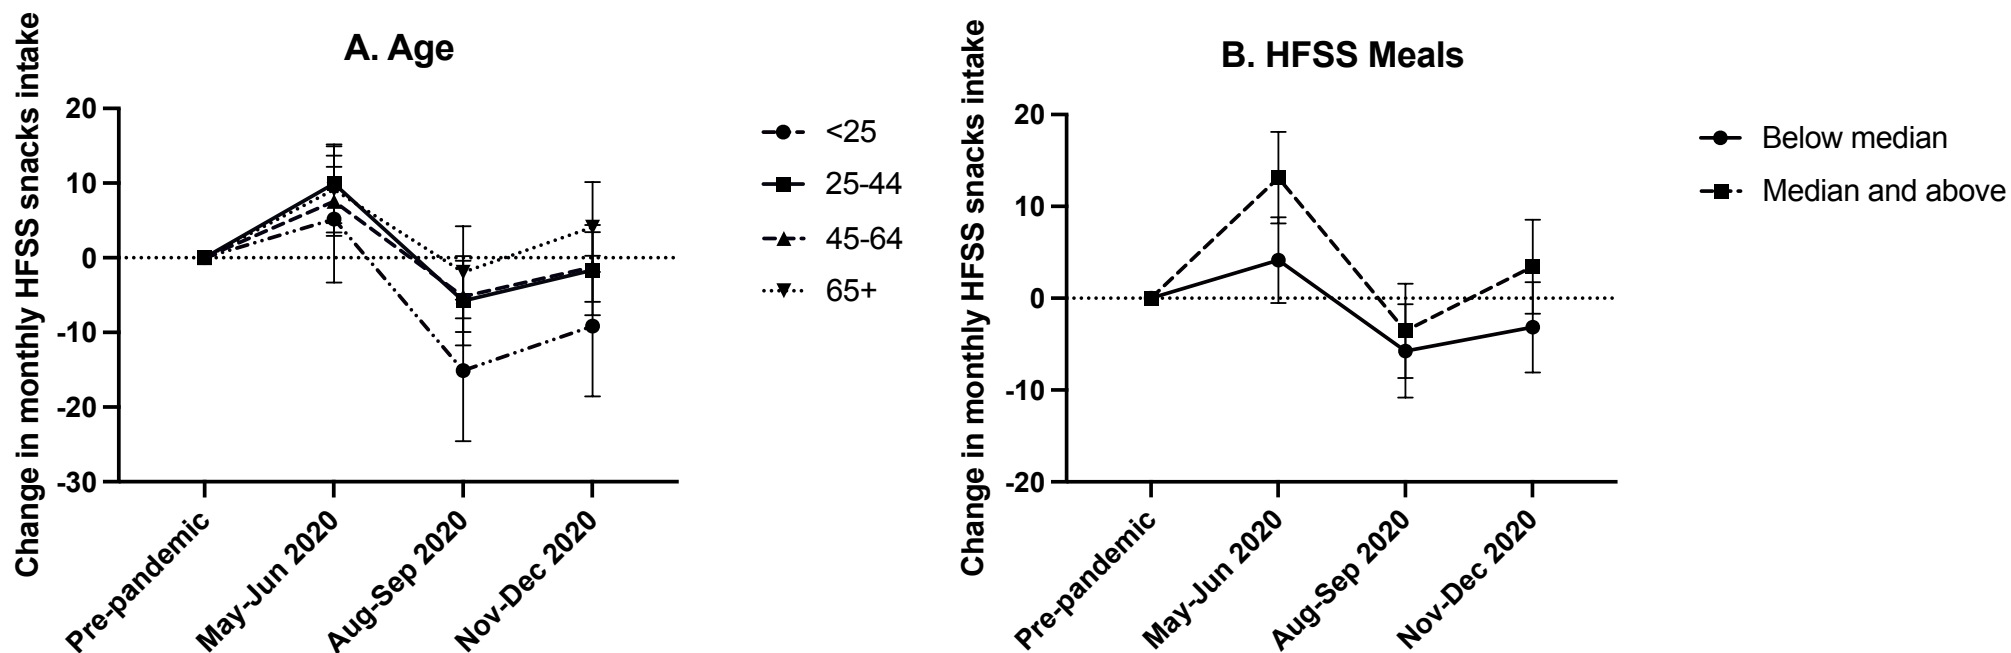 A. Age
Change in monthly HFSS snacks intake
20
10
0
-10
-20
-30
Pre-pandemic
May-Jun 2020
Aug-Sep 2020
Nov-Dec 2020
<25
25-44
45-64
65+
B. HFSS Meals
Change in monthly HFSS snacks intake
20
10
0
-10
-20
Pre-pandemic
May-Jun 2020
Aug-Sep 2020
Nov-Dec 2020
Below median
Median and above